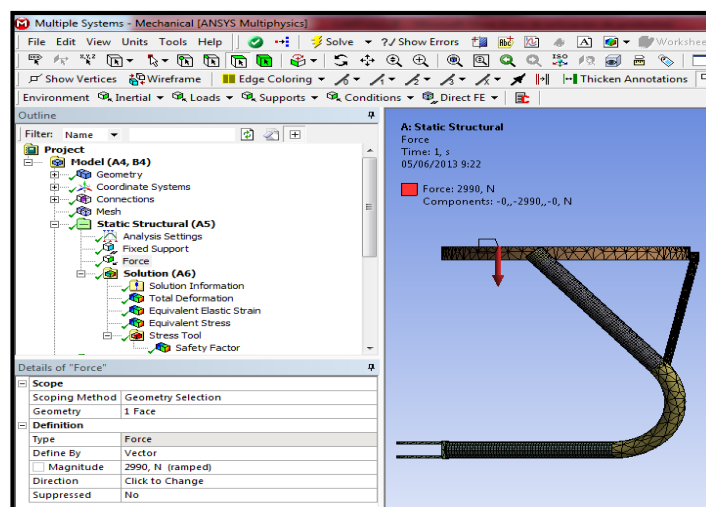 Multiple Systems - Mechanical [ANSYS Multiphysics]
File Edit View Units Tools Help Solve ?/ Show Errors Worksheet
Show Vertices Wireframe Edge Coloring Thicken Annotations
Environment Inertial Loads Supports Conditions Direct FE
Outline
Filter: Name
Project
Model (A4, B4)
Geometry
Coordinate Systems
Connections
Mesh
Static Structural (A5)
Analysis Settings
Fixed Support
Force
Solution (A6)
Solution Information
Total Deformation
Equivalent Elastic Strain
Equivalent Stress
Stress Tool
Safety Factor
Details of "Force"
Scope
Scoping Method Geometry Selection
Geometry 1 Face
Definition
Type Force
Define By Vector
Magnitude 2990, N (ramped)
Direction Click to Change
Suppressed No
A: Static Structural
Force
Time: 1, s
05/06/2013 9:22
Force: 2990, N
Components: -0,,-2990,,-0, N